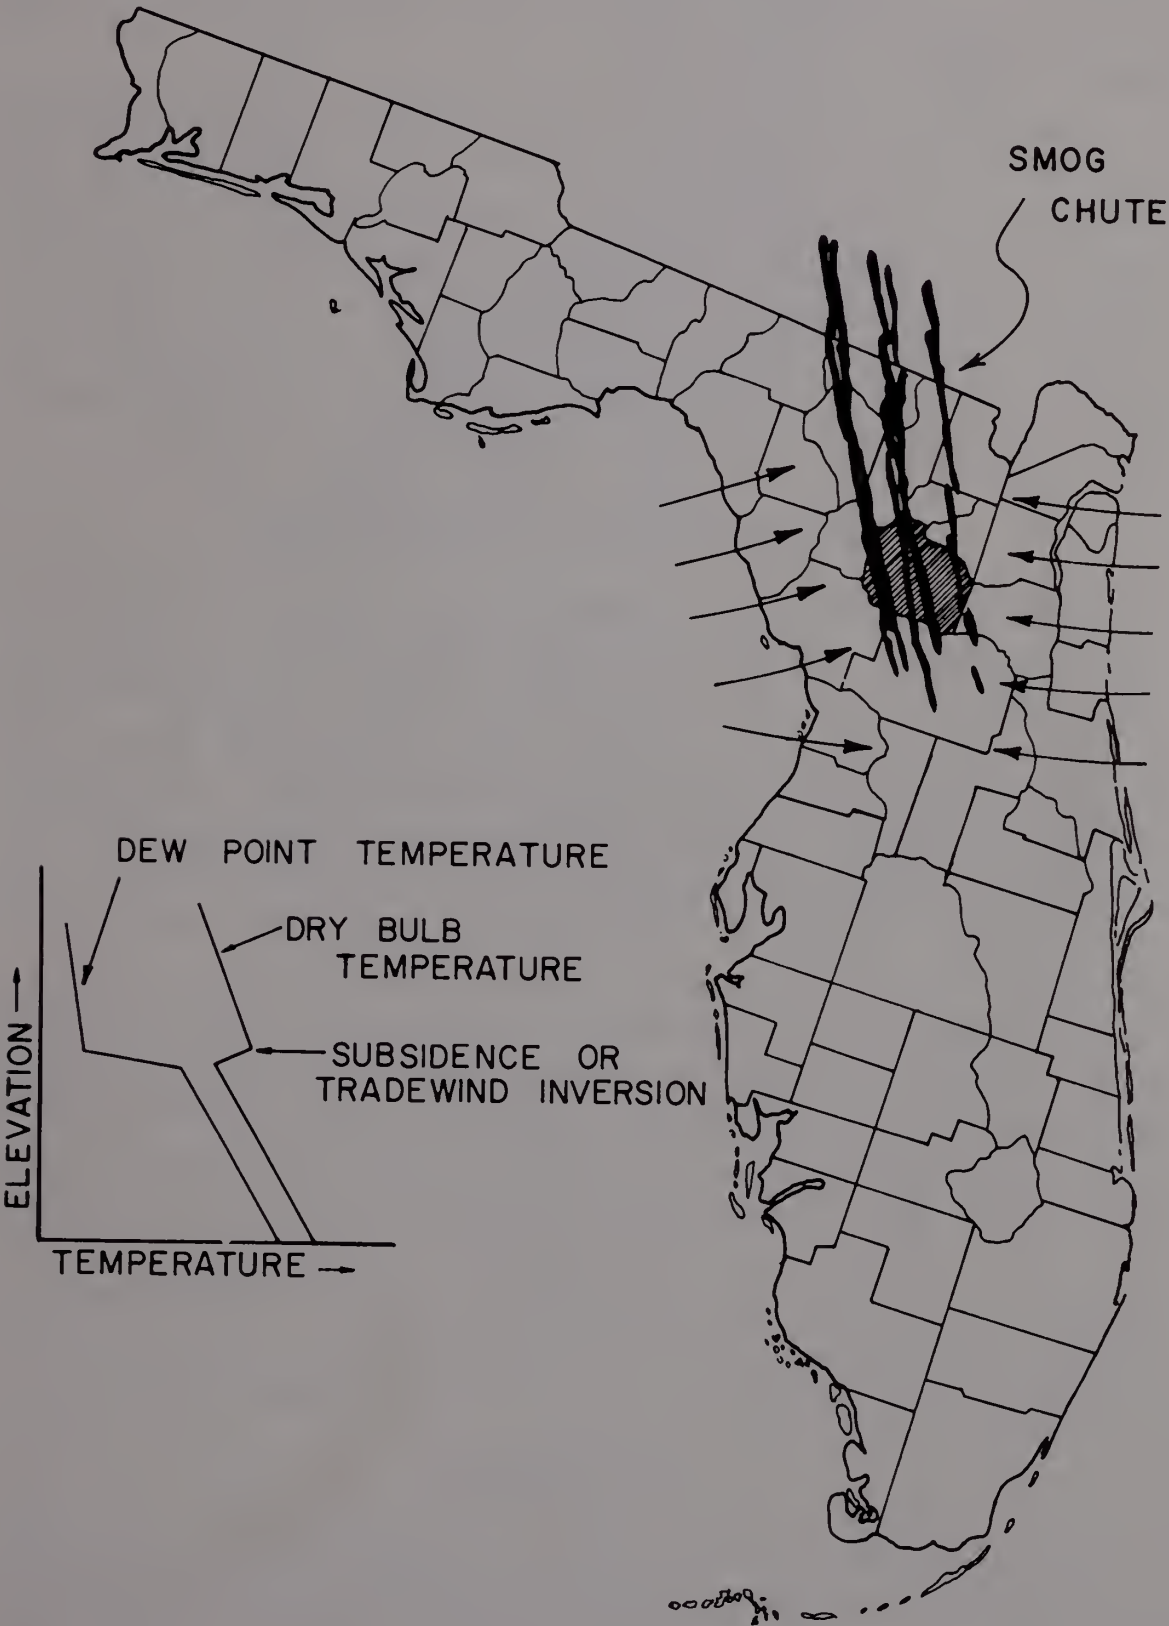 SMOG
CHUTE
DEW POINT TEMPERATURE
DRY BULB
TEMPERATURE
SUBSIDENCE OR
TRADEWIND INVERSION
ELEVATION →
TEMPERATURE →